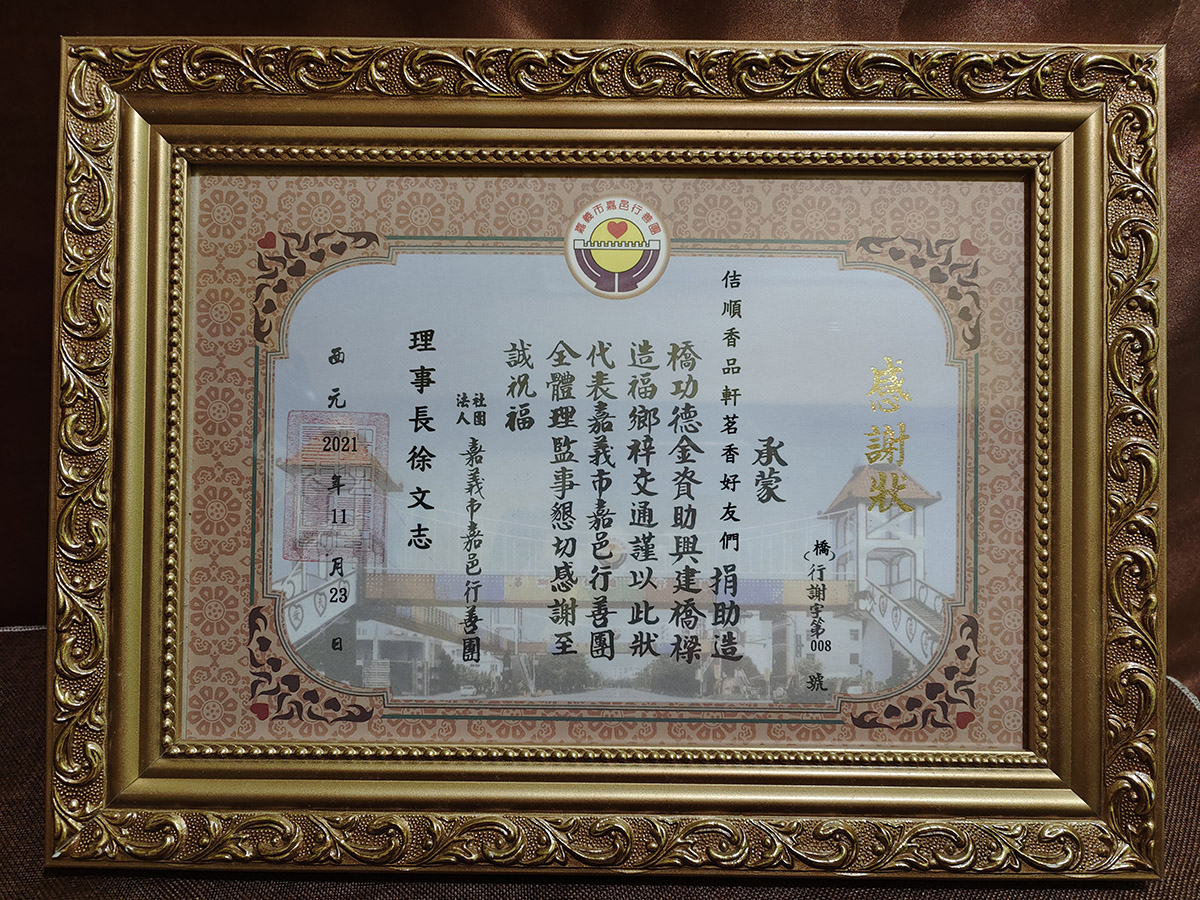 嘉義市嘉邑行善團
感謝狀
(橋)行謝字第008號
承蒙
佶順香品軒茗香好友們 捐助造
橋功德金資助興建橋樑
造福鄉梓交通謹以此狀
代表嘉義市嘉邑行善團
全體理監事懇切感謝至
誠祝福
社團法人 嘉義市嘉邑行善團
理事長徐文志
西元2021年11月23日